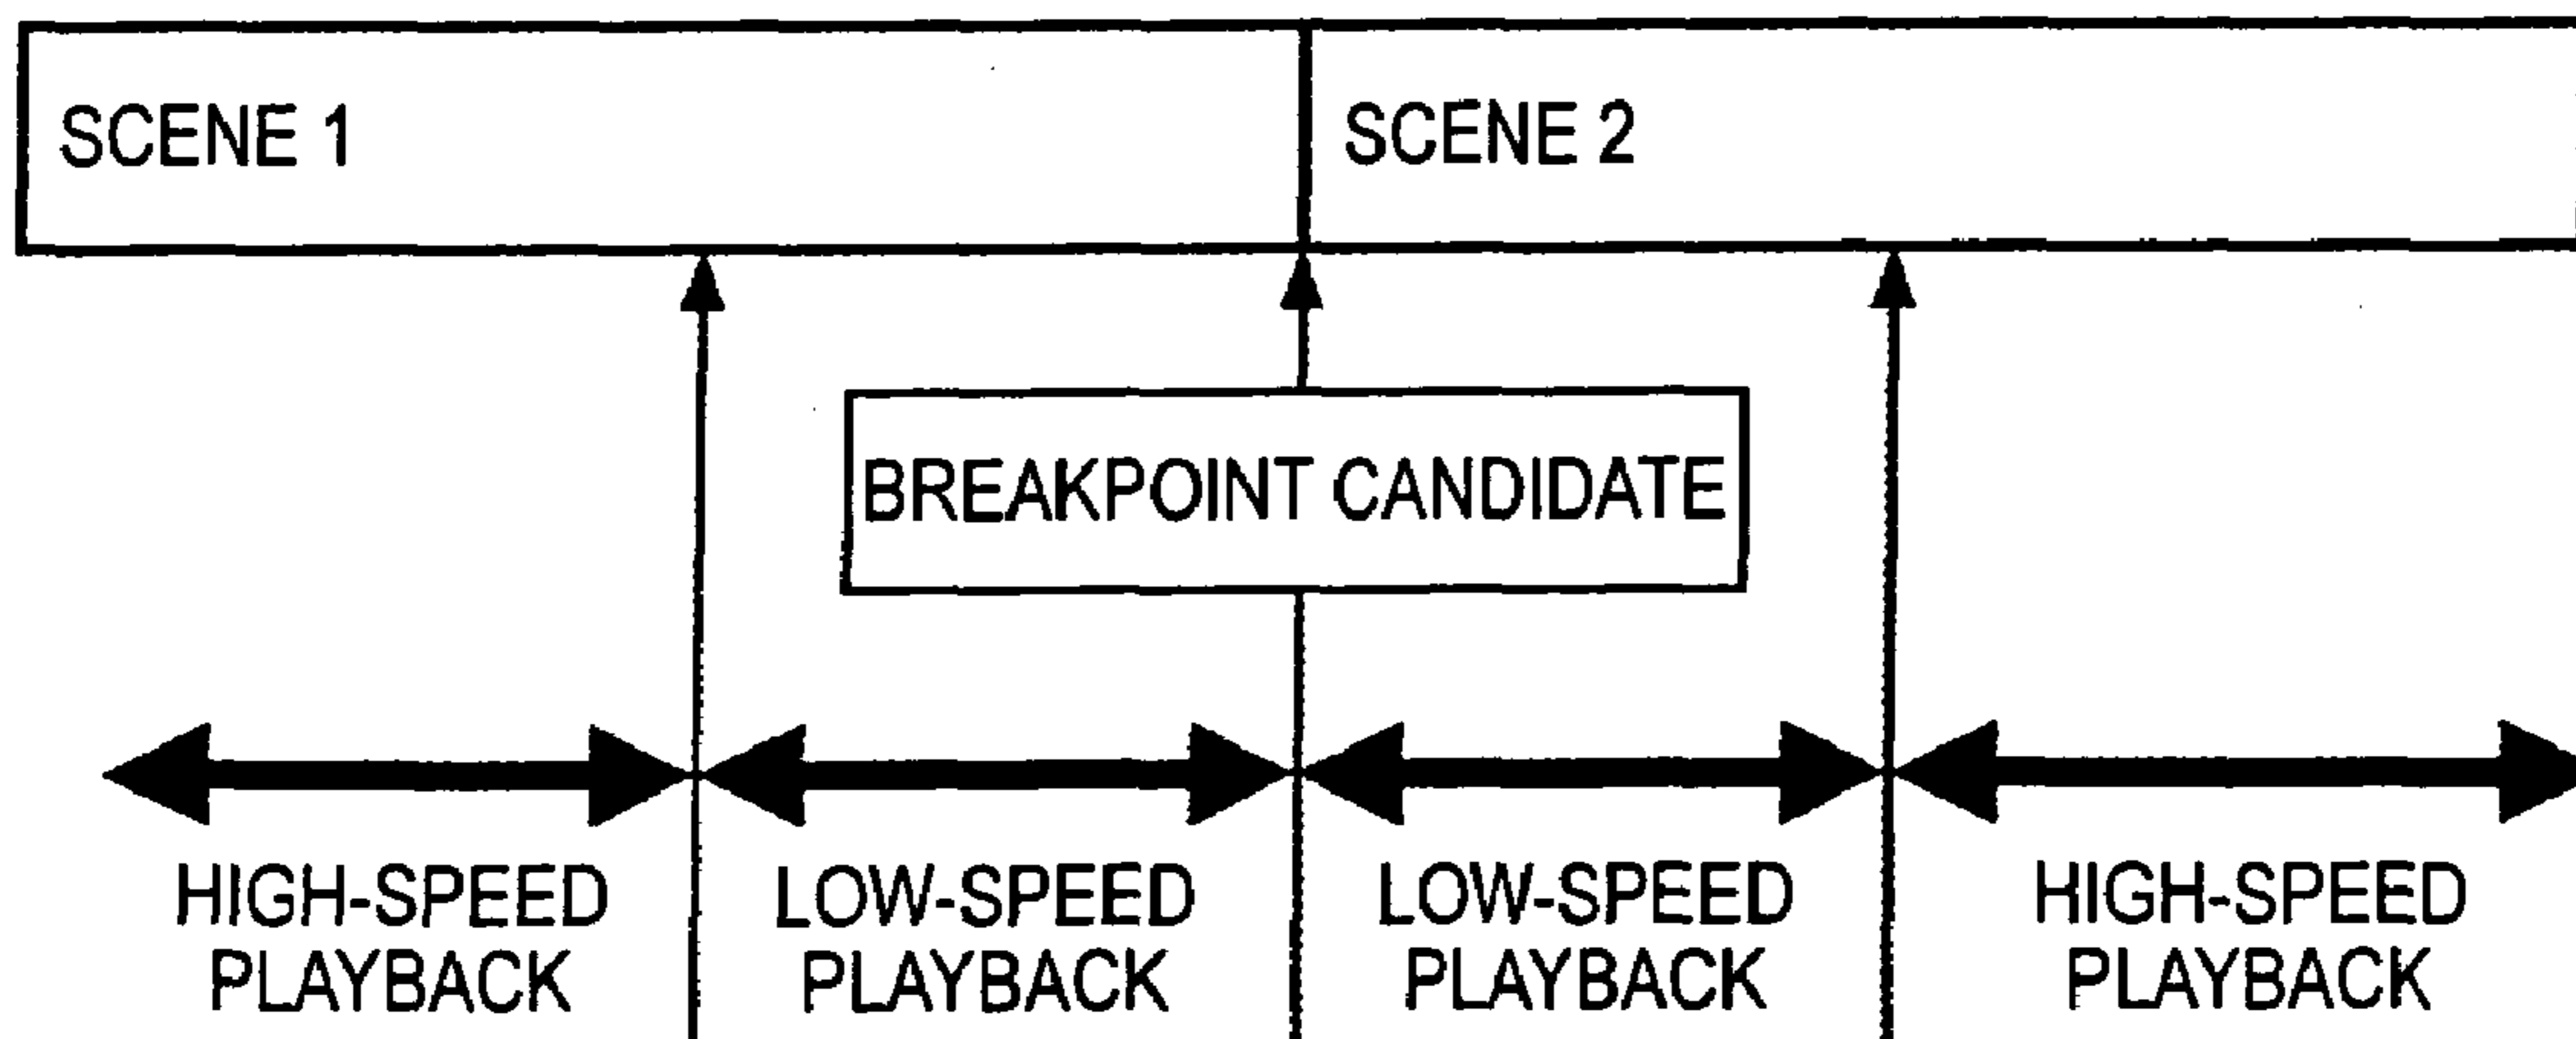 SCENE 1
SCENE 2
BREAKPOINT CANDIDATE
HIGH-SPEED
PLAYBACK
LOW-SPEED
PLAYBACK
LOW-SPEED
PLAYBACK
HIGH-SPEED
PLAYBACK